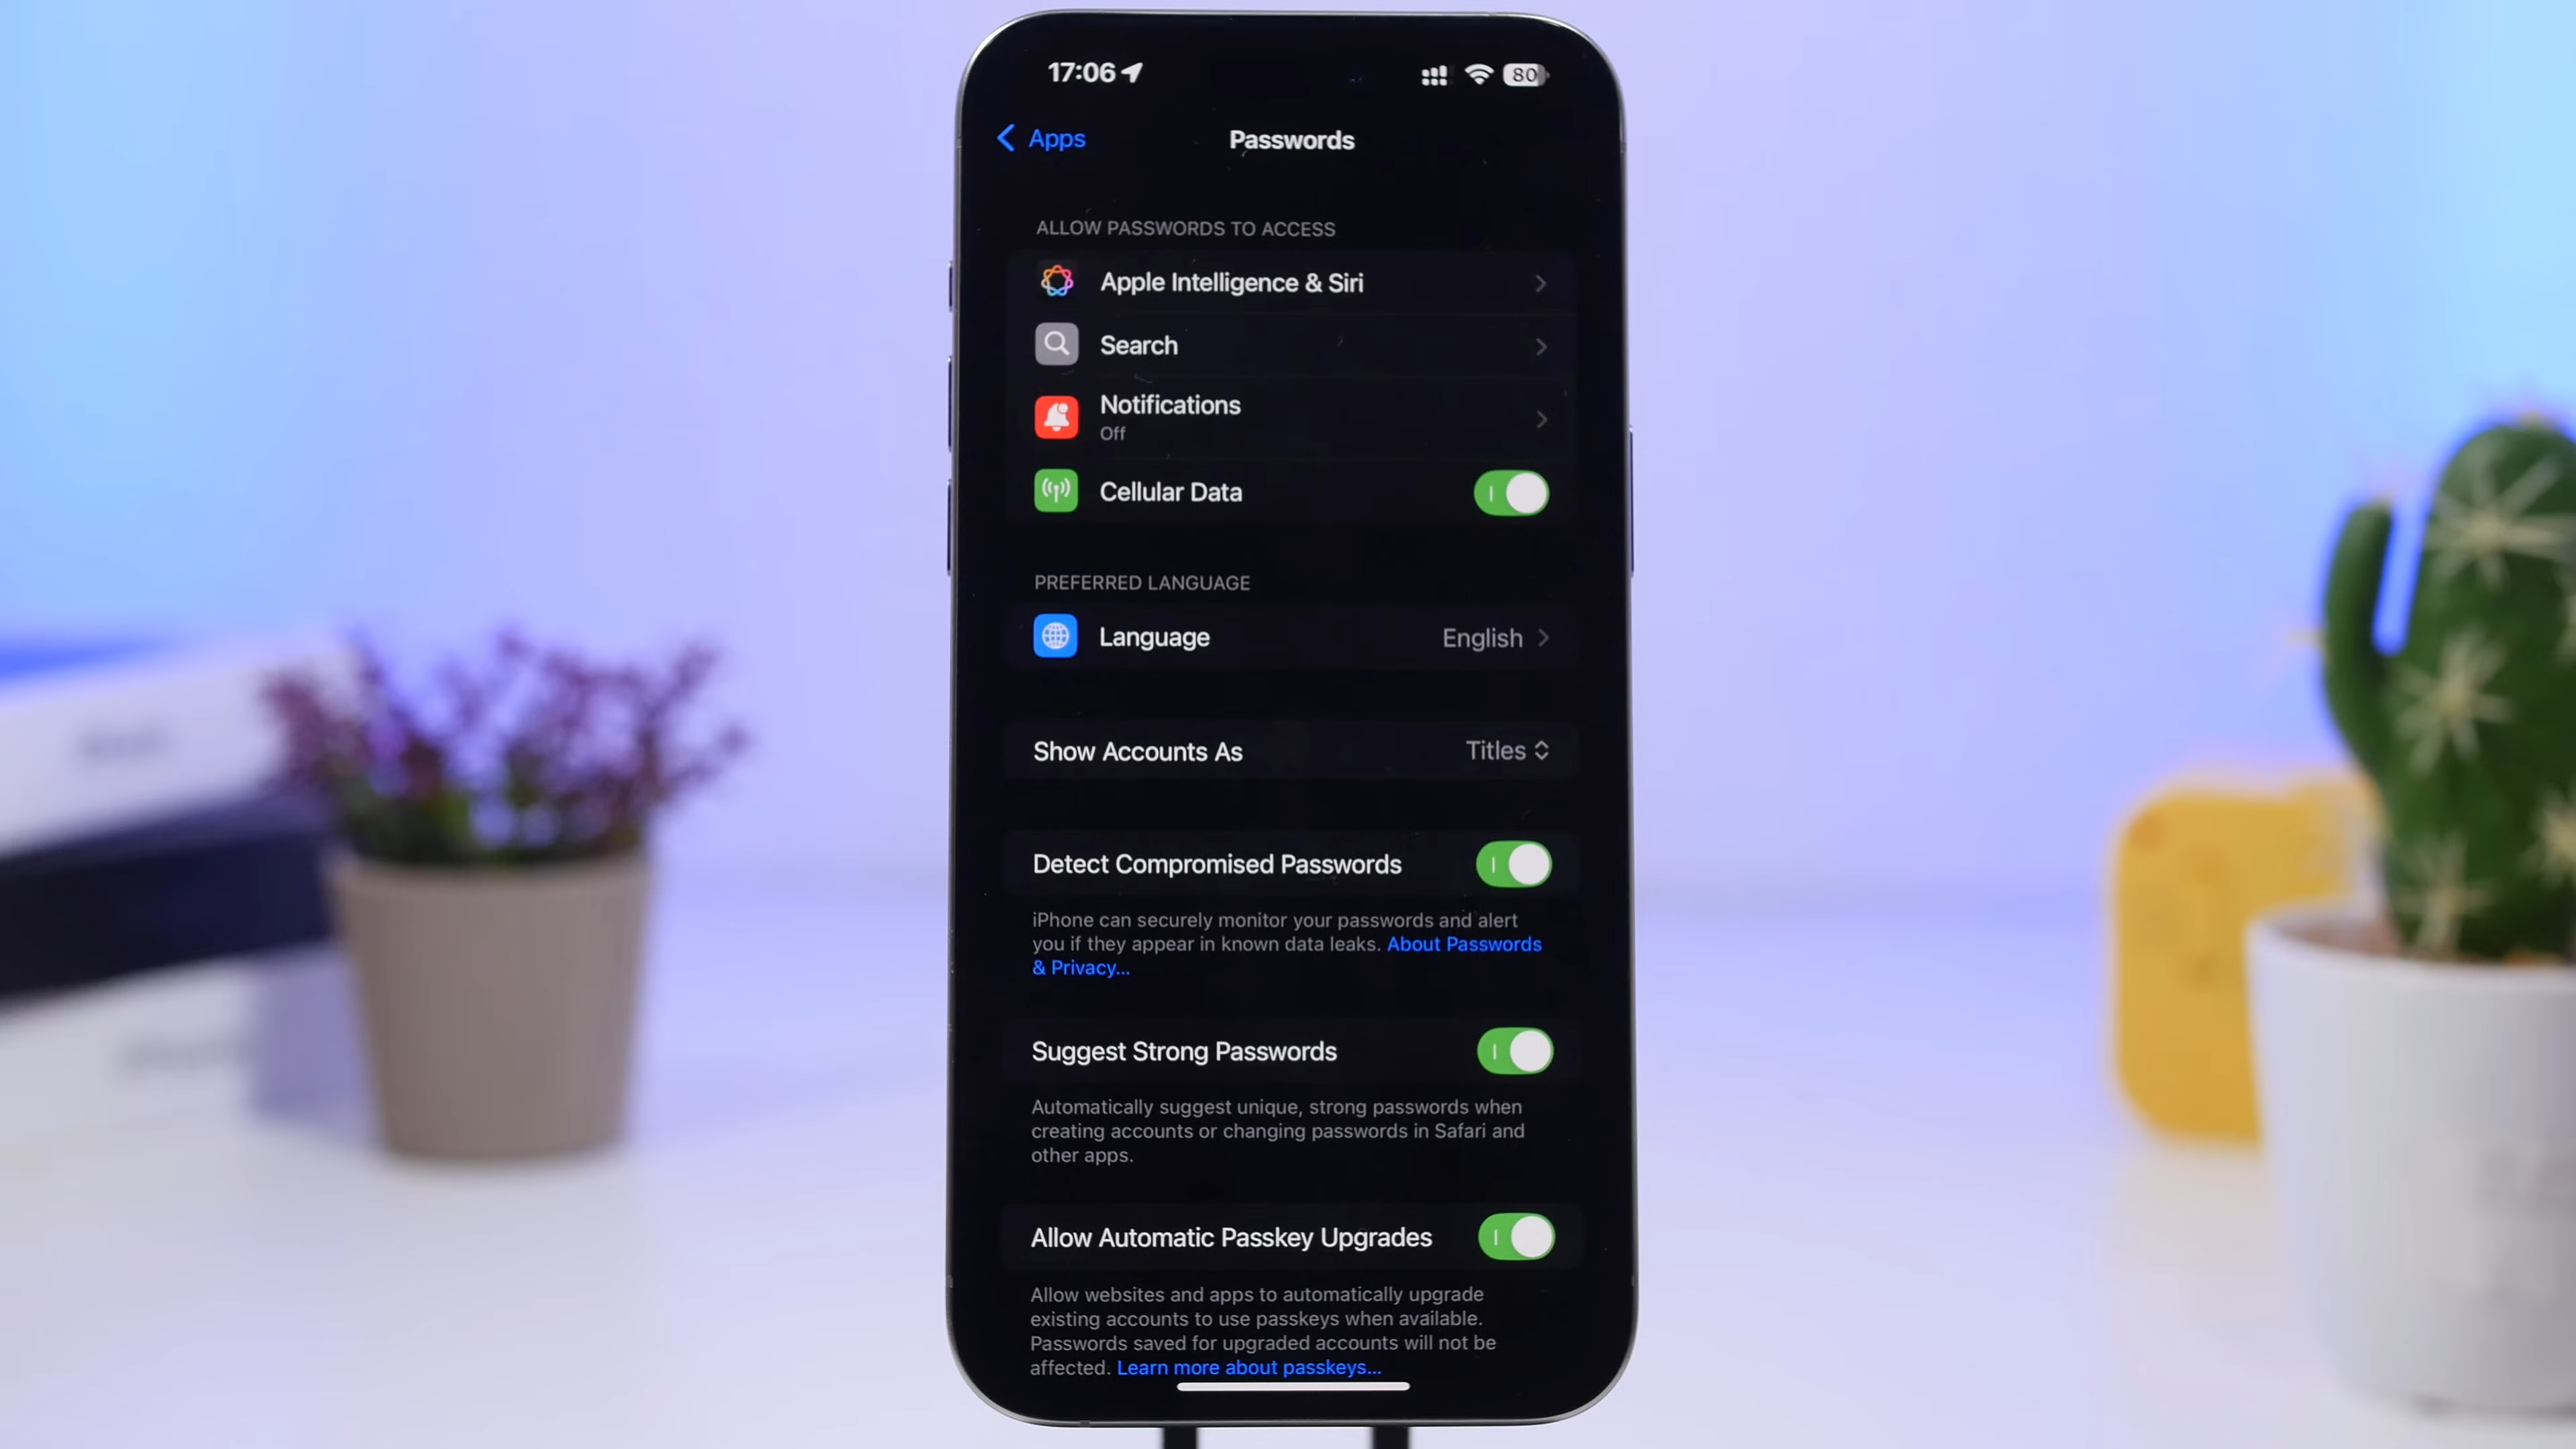 17:06
80
Apps
Passwords
ALLOW PASSWORDS TO ACCESS
Apple Intelligence & Siri
Search
Notifications
Off
Cellular Data
PREFERRED LANGUAGE
Language English
Show Accounts As Titles
Detect Compromised Passwords
iPhone can securely monitor your passwords and alert
you if they appear in known data leaks. About Passwords
& Privacy...
Suggest Strong Passwords
Automatically suggest unique, strong passwords when
creating accounts or changing passwords in Safari and
other apps.
Allow Automatic Passkey Upgrades
Allow websites and apps to automatically upgrade
existing accounts to use passkeys when available.
Passwords saved for upgraded accounts will not be
affected. Learn more about passkeys...